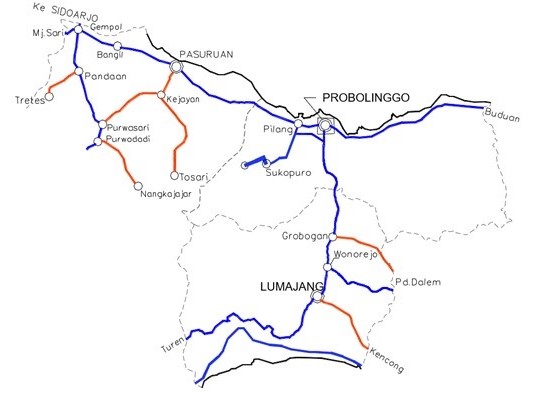 Ke SIDOARJO
Mj.Sari
Gempol
Bangil
PASURUAN
Pandaan
Tretes
Kejayan
PROBOLINGGO
Buduan
Pilang
Purwasari
Purwodadi
Sukopuro
Tosari
Nangkajajar
Grobogan
Wonorejo
Pd.Dalem
LUMAJANG
Turen
Kencong